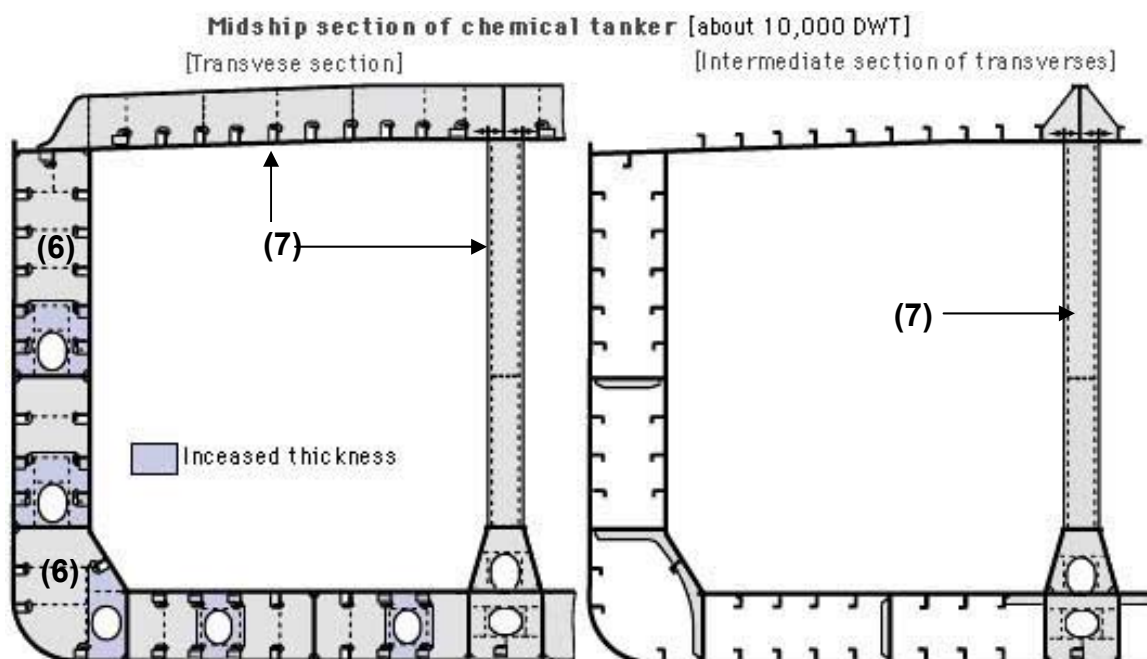 Midship section of chemical tanker [about 10,000 DWT]
[Transvese section]
[Intermediate section of transverses]
(6)
(7)
(7)
Inceased thickness
(6)